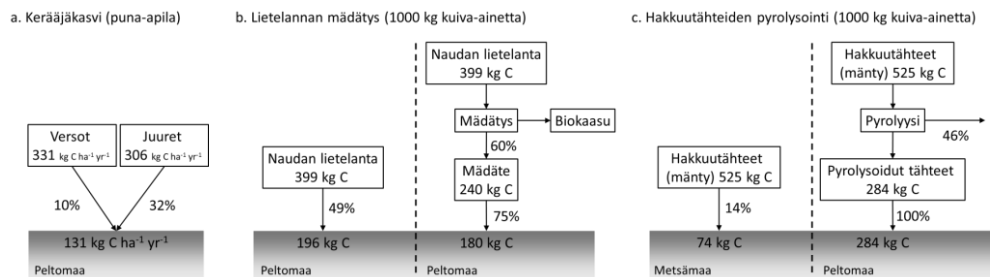 a. Kerääjäkasvi (puna-apila)
Versot
331 kg C ha⁻¹ yr⁻¹
Juuret
306 kg C ha⁻¹ yr⁻¹
10%
32%
131 kg C ha⁻¹ yr⁻¹
Peltomaa
b. Lietelannan mädätys (1000 kg kuiva-ainetta)
Naudan lietelanta
399 kg C
49%
196 kg C
Peltomaa
Naudan lietelanta
399 kg C
Mädätys
Biokaasu
60%
Mädäte
240 kg C
75%
180 kg C
Peltomaa
c. Hakkuutähteiden pyrolysointi (1000 kg kuiva-ainetta)
Hakkuutähteet
(mänty) 525 kg C
14%
74 kg C
Metsämaa
Hakkuutähteet
(mänty) 525 kg C
Pyrolyysi
46%
Pyrolysoidut tähteet
284 kg C
100%
284 kg C
Peltomaa